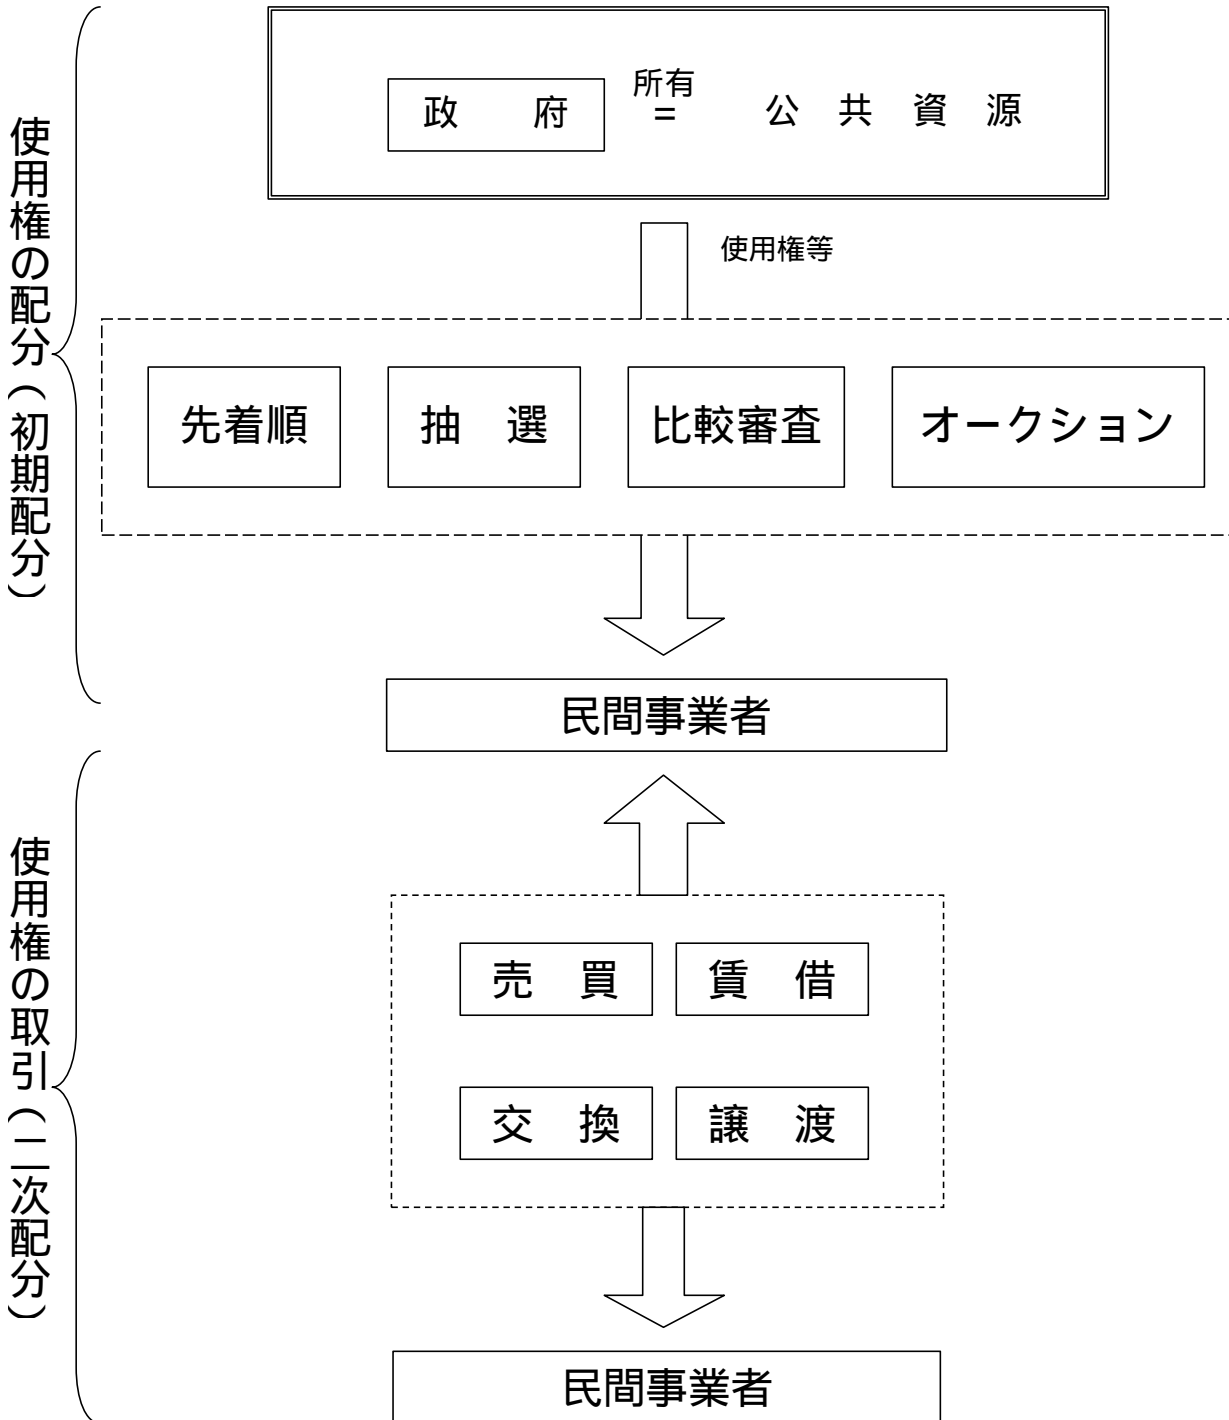 使用権の配分(初期配分)
政　府
所有
=
公　共　資　源
使用権等
先着順
抽　選
比較審査
オークション
民間事業者
使用権の取引(二次配分)
売　買
賃　借
交　換
譲　渡
民間事業者